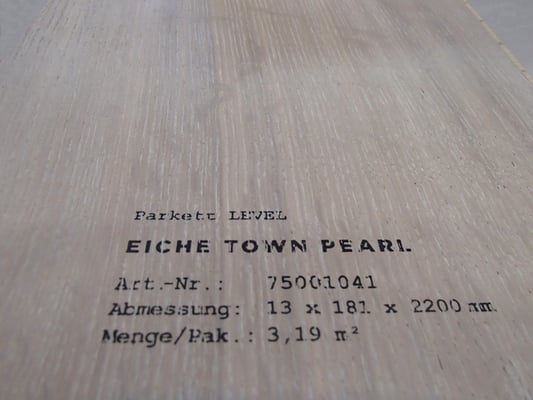 Parkett LEVEL
EICHE TOWN PEARL
Art.-Nr.: 75001041
Abmessung: 13 x 181 x 2200 mm
Menge/Pak.: 3,19 m²